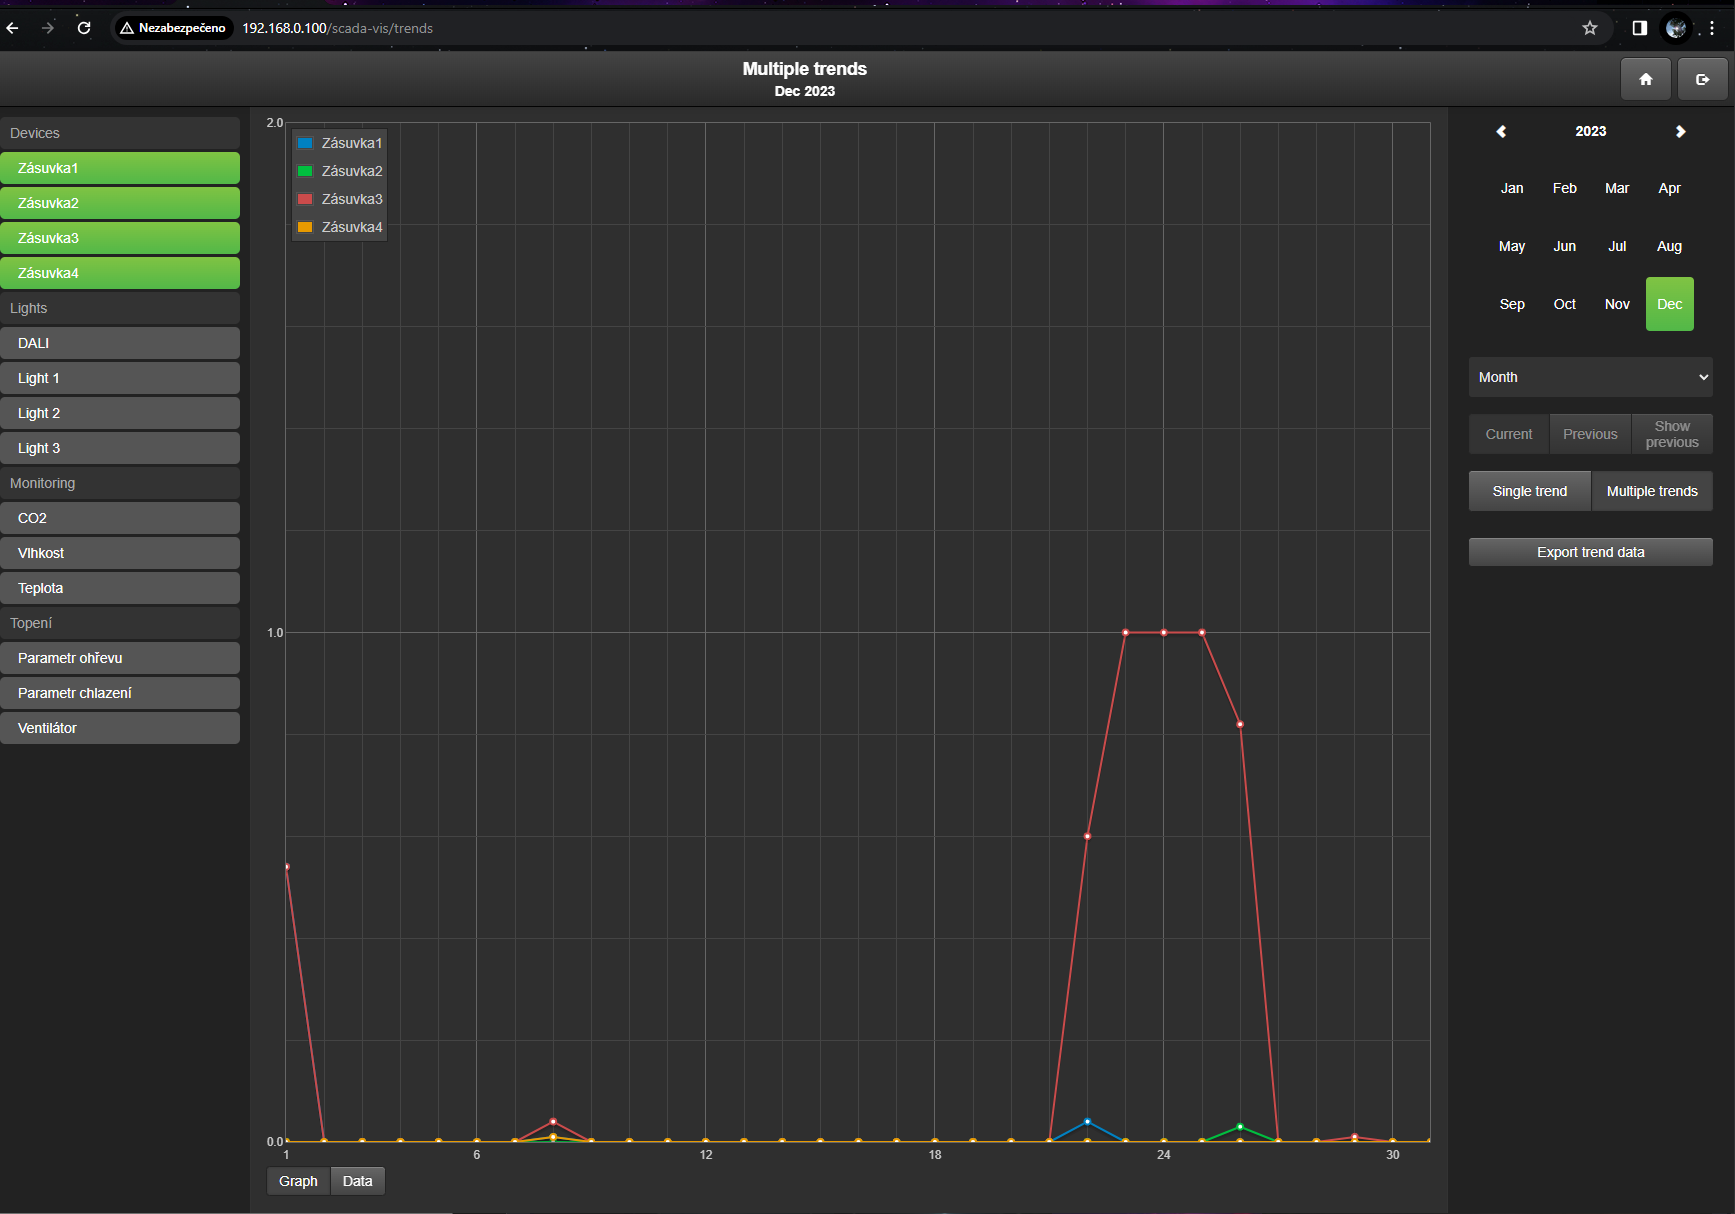 Nezabezpečeno 192.168.0.100/scada-vis/trends
Multiple trends
Dec 2023
Devices
Zásuvka1
Zásuvka2
Zásuvka3
Zásuvka4
Lights
DALI
Light 1
Light 2
Light 3
Monitoring
CO2
Vlhkost
Teplota
Topení
Parametr ohřevu
Parametr chlazení
Ventilátor
2.0
1.0
0.0
Zásuvka1
Zásuvka2
Zásuvka3
Zásuvka4
1 6 12 18 24 30
Graph Data
2023
Jan Feb Mar Apr
May Jun Jul Aug
Sep Oct Nov Dec
Month
Current Previous Show
previous
Single trend Multiple trends
Export trend data